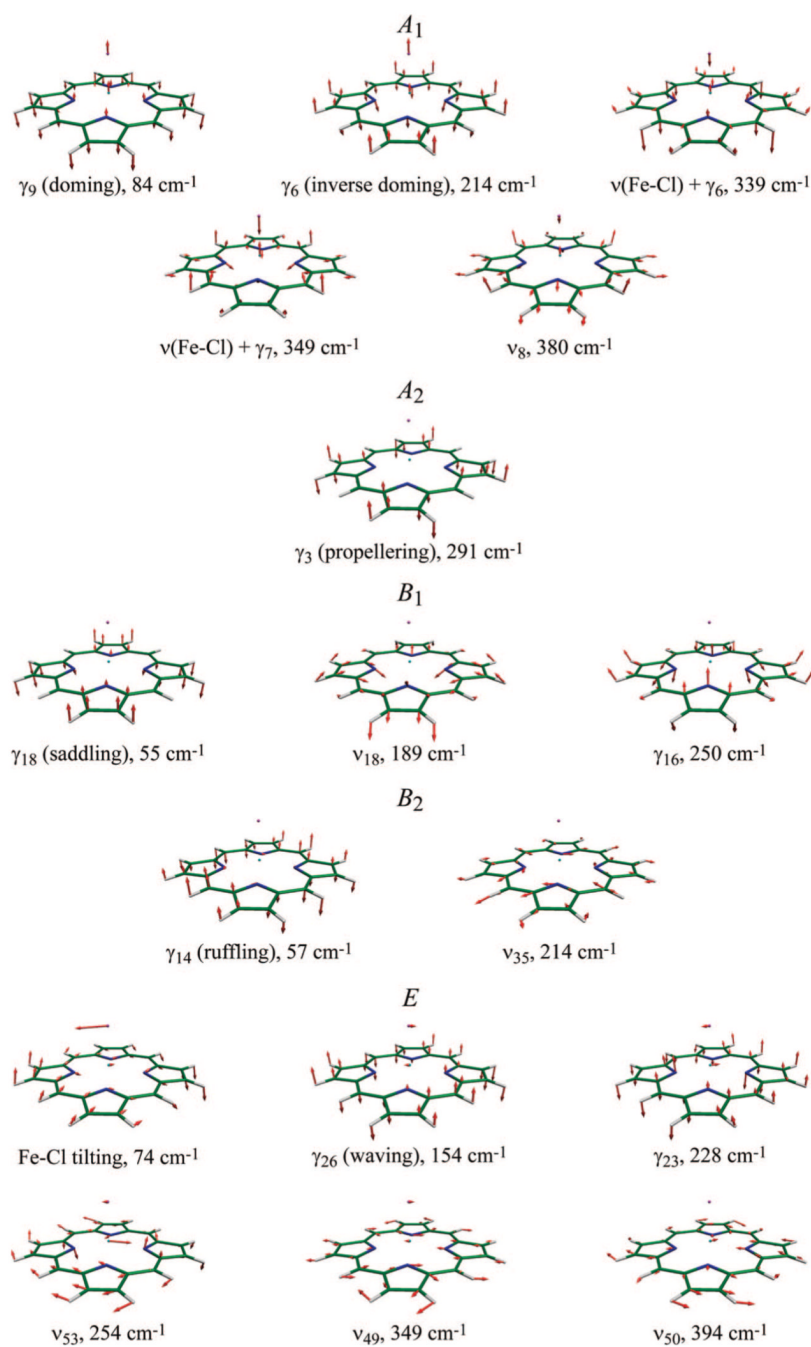 A₁
γ₉ (doming), 84 cm⁻¹ γ₆ (inverse doming), 214 cm⁻¹ ν(Fe-Cl) + γ₆, 339 cm⁻¹
ν(Fe-Cl) + γ₇, 349 cm⁻¹ ν₈, 380 cm⁻¹
A₂
γ₃ (propellering), 291 cm⁻¹
B₁
γ₁₈ (saddling), 55 cm⁻¹ ν₁₈, 189 cm⁻¹ γ₁₆, 250 cm⁻¹
B₂
γ₁₄ (ruffling), 57 cm⁻¹ ν₃₅, 214 cm⁻¹
E
Fe-Cl tilting, 74 cm⁻¹ γ₂₆ (waving), 154 cm⁻¹ γ₂₃, 228 cm⁻¹
ν₅₃, 254 cm⁻¹ ν₄₉, 349 cm⁻¹ ν₅₀, 394 cm⁻¹